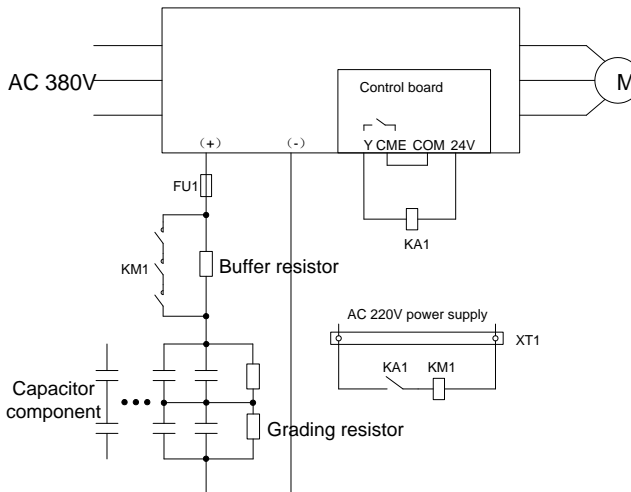 AC 380V
M
Control board
Y CME COM 24V
(+)
(-)
FU1
KA1
KM1
Buffer resistor
AC 220V power supply
XT1
KA1
KM1
Capacitor
component
Grading resistor